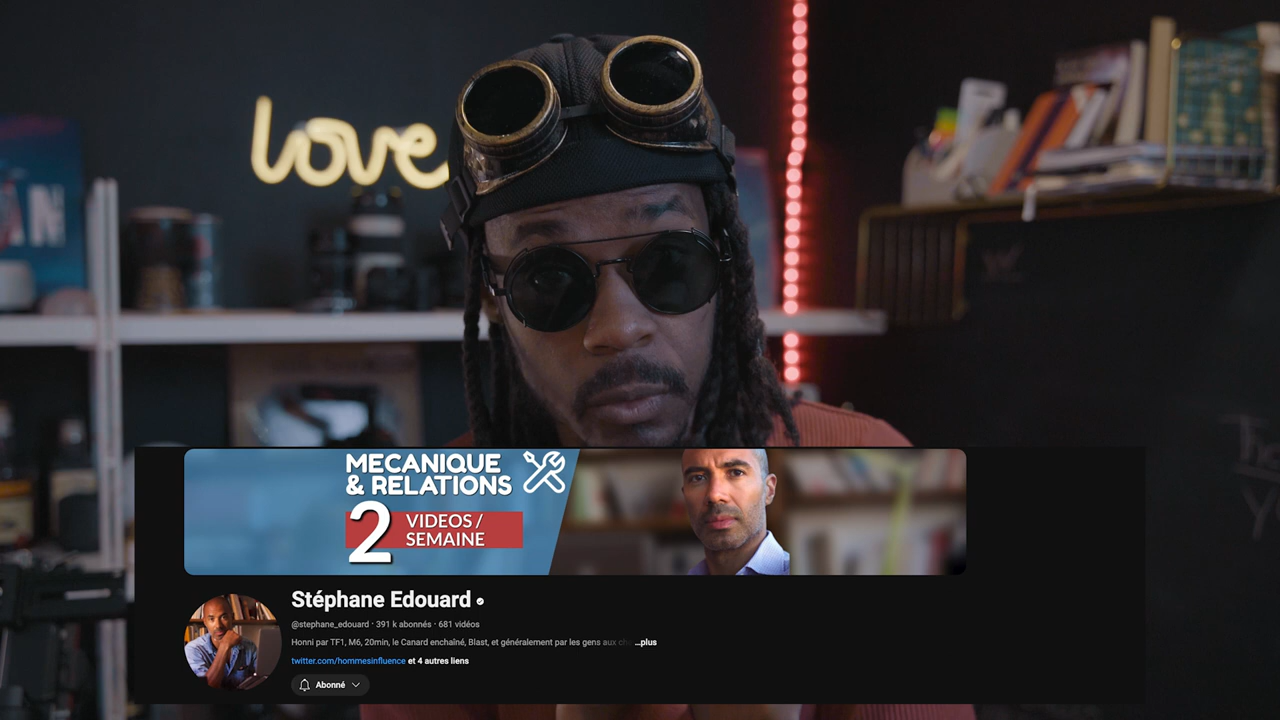 love
AN
MECANIQUE
& RELATIONS
2
VIDEOS /
SEMAINE
Stéphane Edouard
@stephane_edouard · 391 k abonnés · 681 vidéos
Honni par TF1, M6, 20min, le Canard enchaîné, Blast, et généralement par les gens aux ...plus
twitter.com/hommesinfluence et 4 autres liens
Abonné